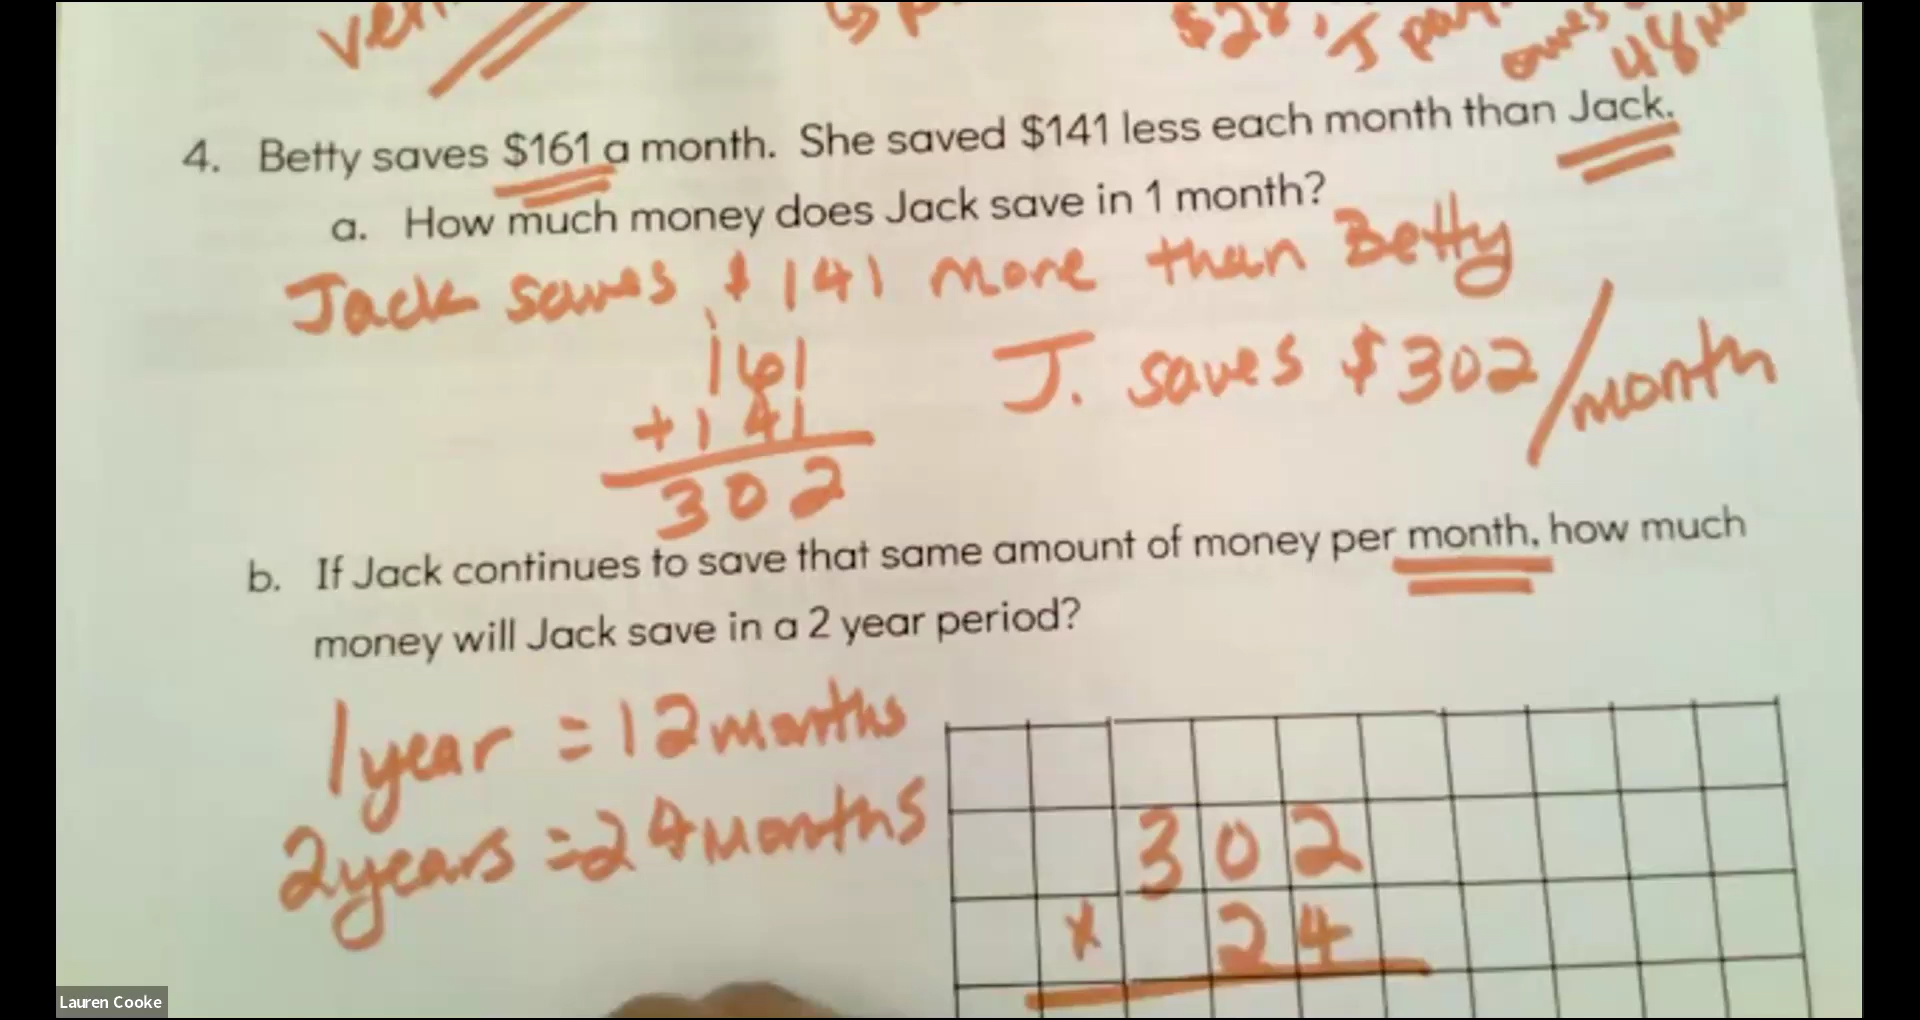 $28, J
48
4. Betty saves $161 a month. She saved $141 less each month than Jack.
a. How much money does Jack save in 1 month?
Jack saves $141 more than Betty
1
161
+141
302
J. saves $302/month
b. If Jack continues to save that same amount of money per month, how much
money will Jack save in a 2 year period?
1 year = 12 months
2 years = 24 months
302
x 24
Lauren Cooke